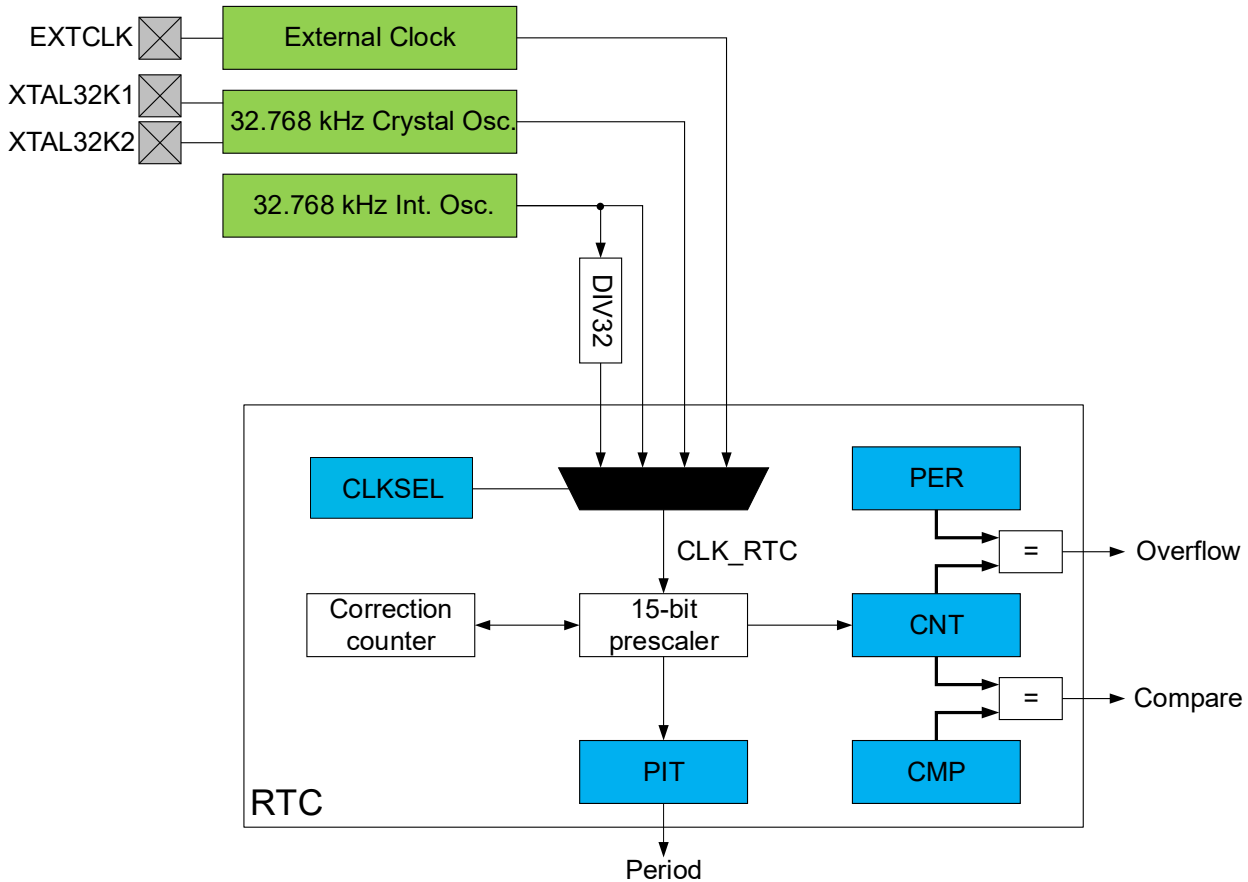 EXTCLK
External Clock
XTAL32K1
XTAL32K2
32.768 kHz Crystal Osc.
32.768 kHz Int. Osc.
DIV32
CLKSEL
PER
=
Overflow
CLK_RTC
Correction
counter
15-bit
prescaler
CNT
=
Compare
PIT
CMP
RTC
Period